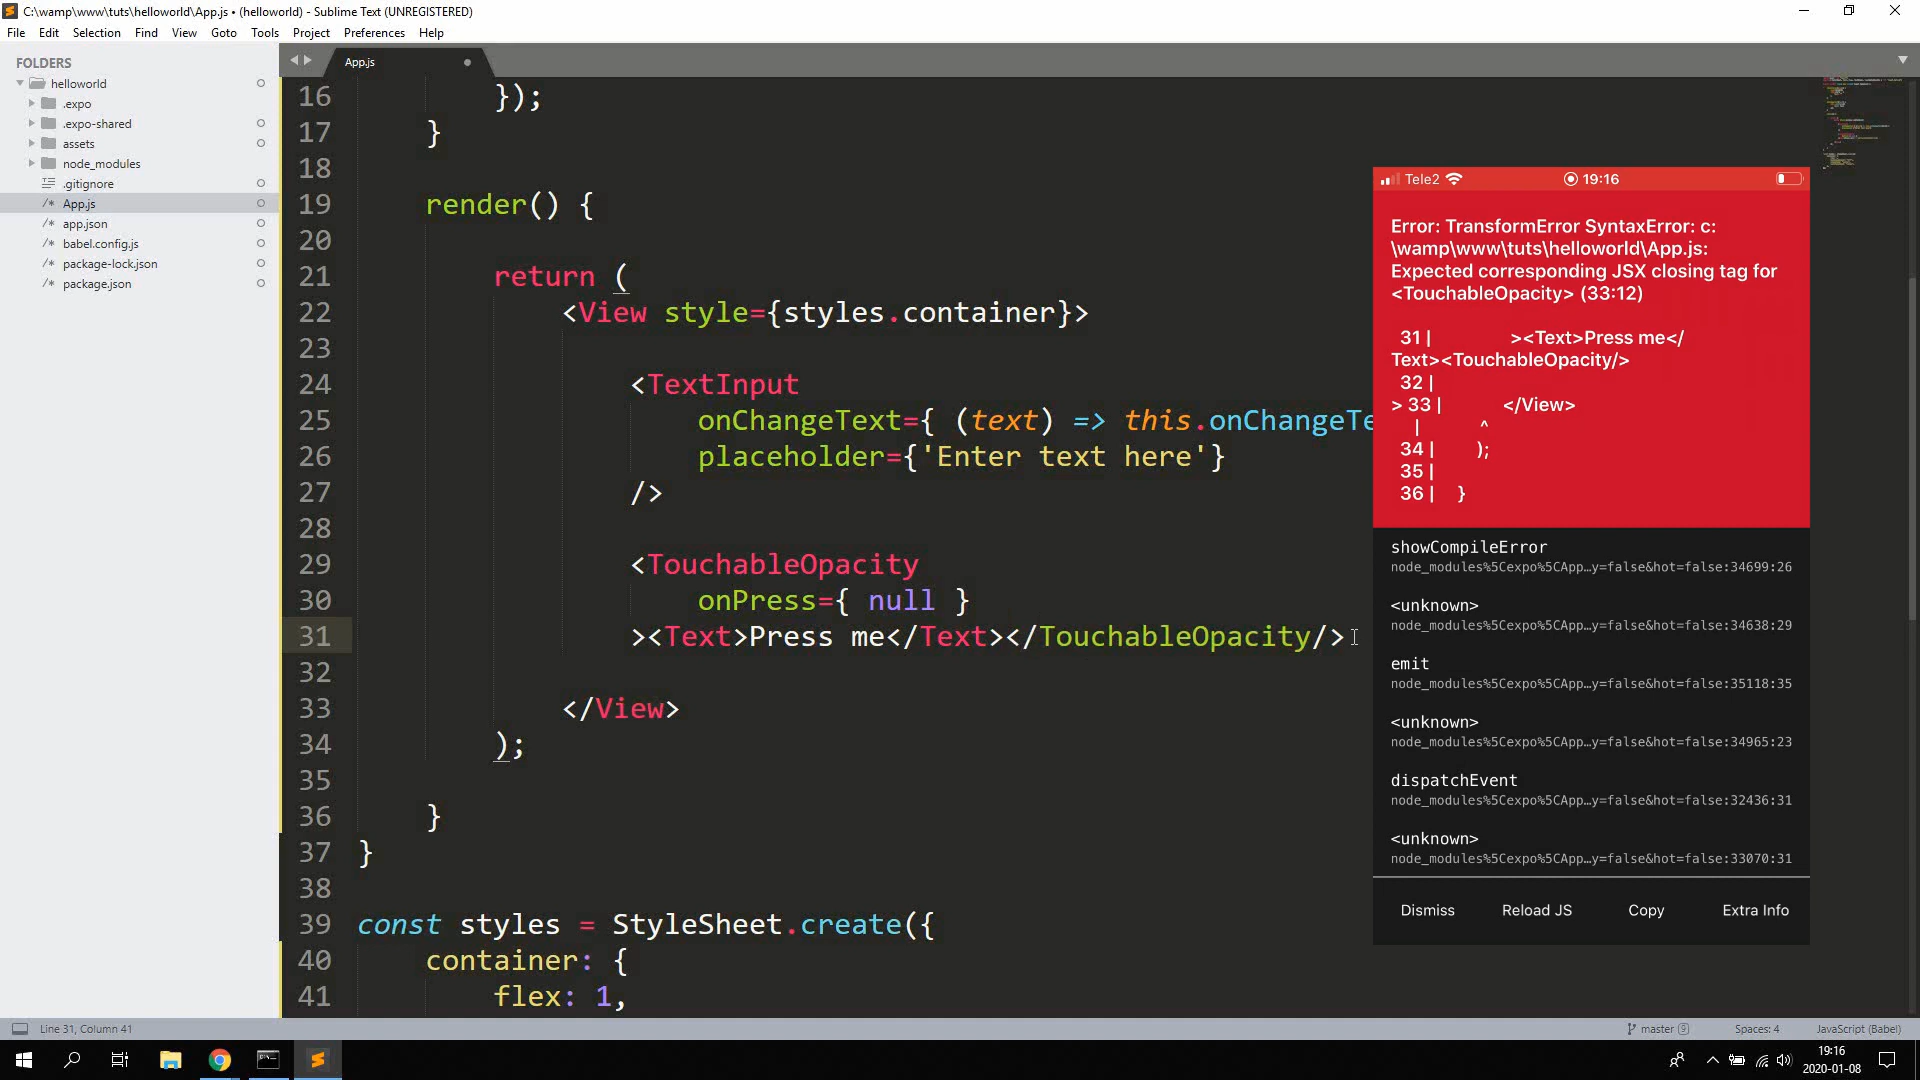 C:\wamp\www\tuts\helloworld\App.js • (helloworld) - Sublime Text (UNREGISTERED)
File Edit Selection Find View Goto Tools Project Preferences Help
FOLDERS
helloworld
.expo
.expo-shared
assets
node_modules
.gitignore
/* App.js
/* app.json
/* babel.config.js
/* package-lock.json
/* package.json
App.js
16 });
17 }
18
19 render() {
20
21 return (
22 <View style={styles.container}>
23
24 <TextInput
25 onChangeText={ (text) => this.onChangeTe
26 placeholder={'Enter text here'}
27 />
28
29 <TouchableOpacity
30 onPress={ null }
31 ><Text>Press me</Text></TouchableOpacity/>
32
33 </View>
34 );
35
36 }
37 }
38
39 const styles = StyleSheet.create({
40 container: {
41 flex: 1,
Tele2 19:16
Error: TransformError SyntaxError: c:
\wamp\www\tuts\helloworld\App.js:
Expected corresponding JSX closing tag for
<TouchableOpacity> (33:12)
31 | ><Text>Press me</
Text><TouchableOpacity/>
32 |
> 33 | </View>
| ^
34 | );
35 |
36 | }
showCompileError
node_modules%5Cexpo%5CApp…y=false&hot=false:34699:26
<unknown>
node_modules%5Cexpo%5CApp…y=false&hot=false:34638:29
emit
node_modules%5Cexpo%5CApp…y=false&hot=false:35118:35
<unknown>
node_modules%5Cexpo%5CApp…y=false&hot=false:34965:23
dispatchEvent
node_modules%5Cexpo%5CApp…y=false&hot=false:32436:31
<unknown>
node_modules%5Cexpo%5CApp…y=false&hot=false:33070:31
Dismiss Reload JS Copy Extra Info
Line 31, Column 41 master 9 Spaces: 4 JavaScript (Babel)
19:16
2020-01-08